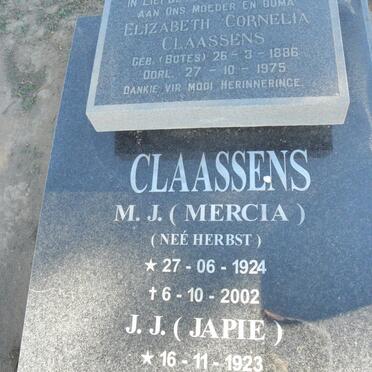 IN LIEFDE
AAN ONS MOEDER EN OUMA
ELIZABETH CORNELIA
CLAASSENS
GEB. (BOTES) 26-3-1886
OORL. 27-10-1975
DANKIE VIR MOOI HERINNERINGE.
CLAASSENS
M. J. ( MERCIA )
( NEÉ HERBST )
★ 27 - 06 - 1924
✝ 6 - 10 - 2002
J. J. ( JAPIE )
★ 16 - 11 - 1923